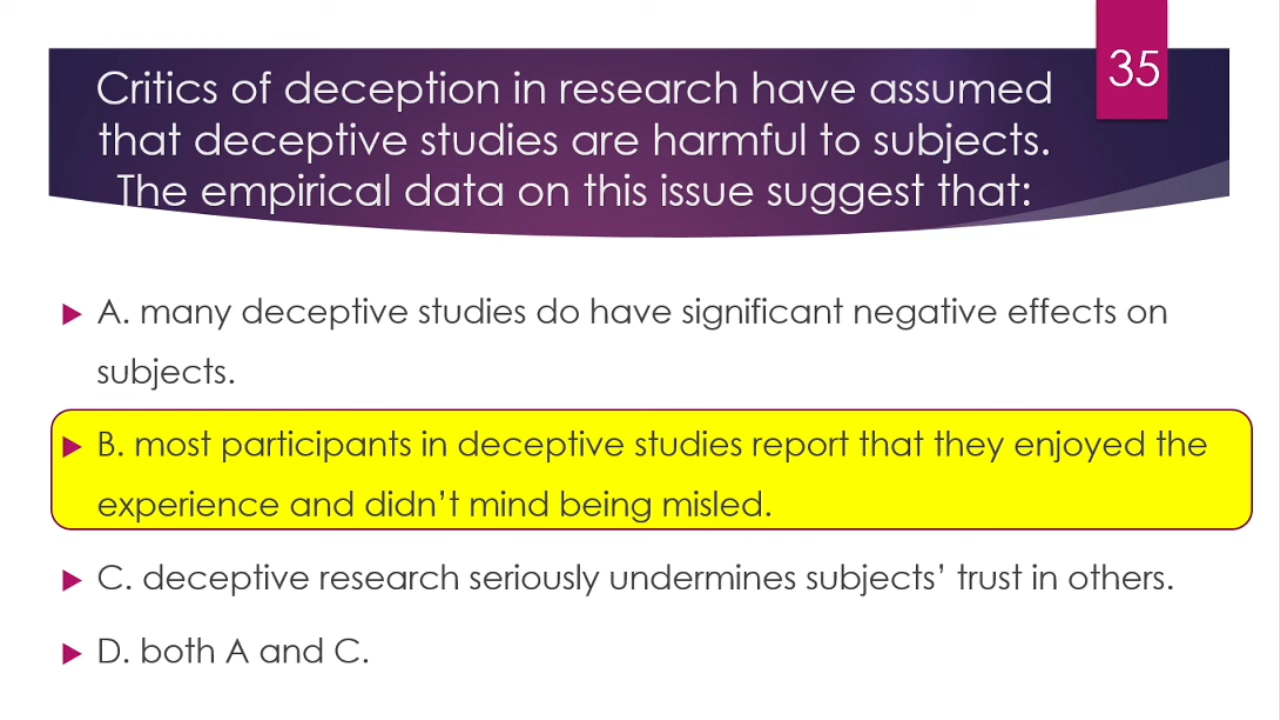 35
Critics of deception in research have assumed
that deceptive studies are harmful to subjects.
The empirical data on this issue suggest that:
A. many deceptive studies do have significant negative effects on
subjects.
B. most participants in deceptive studies report that they enjoyed the
experience and didn’t mind being misled.
C. deceptive research seriously undermines subjects’ trust in others.
D. both A and C.